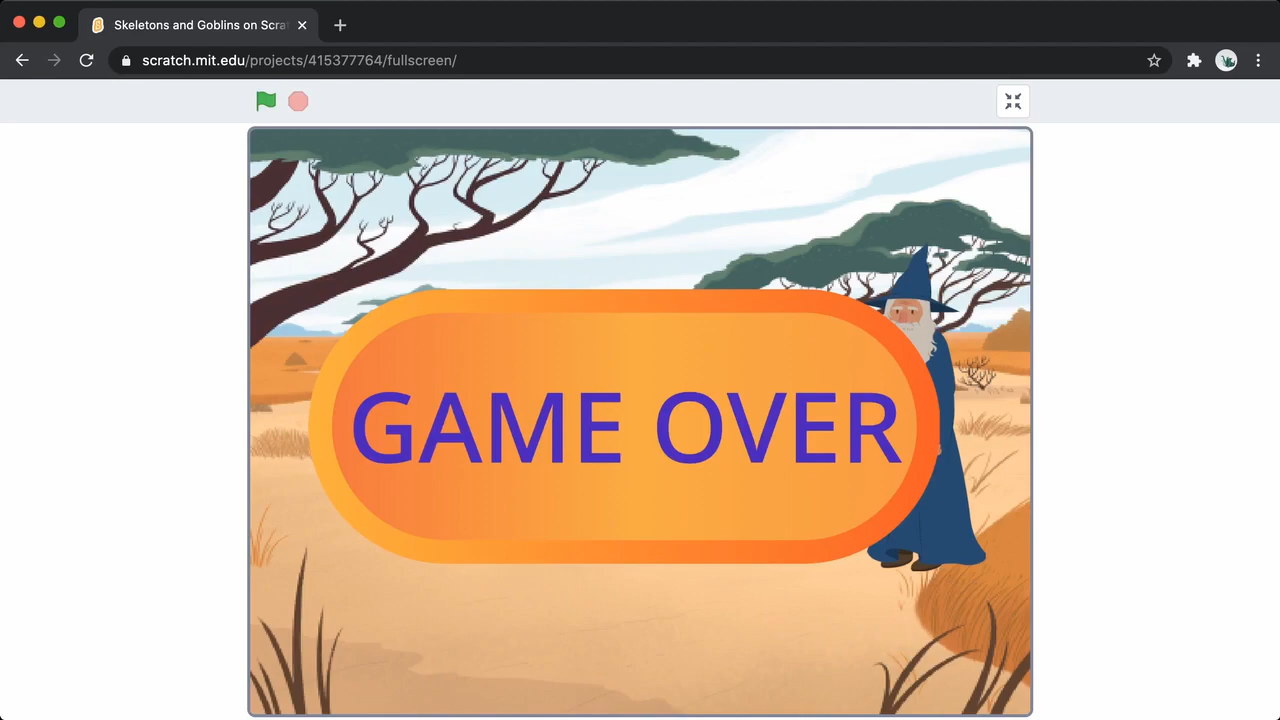 Skeletons and Goblins on Scra
scratch.mit.edu/projects/415377764/fullscreen/
GAME OVER